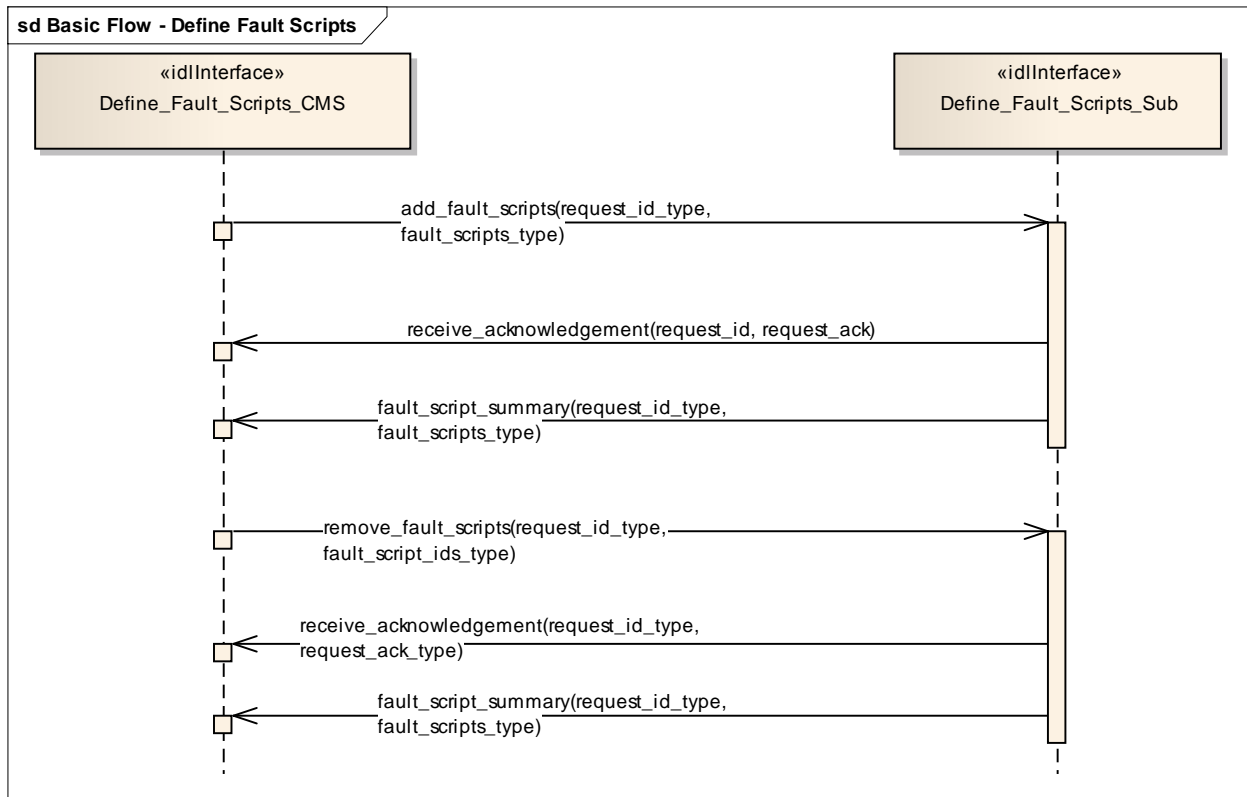 sd Basic Flow - Define Fault Scripts
«idlInterface»
Define_Fault_Scripts_CMS
«idlInterface»
Define_Fault_Scripts_Sub
add_fault_scripts(request_id_type,
fault_scripts_type)
receive_acknowledgement(request_id, request_ack)
fault_script_summary(request_id_type,
fault_scripts_type)
remove_fault_scripts(request_id_type,
fault_script_ids_type)
receive_acknowledgement(request_id_type,
request_ack_type)
fault_script_summary(request_id_type,
fault_scripts_type)